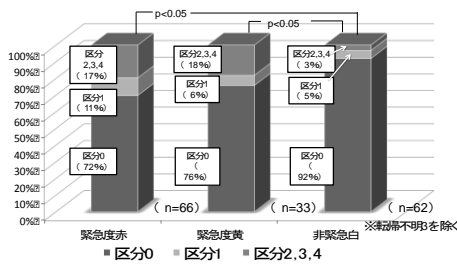 p<0.05
p<0.05
100%
90%
80%
70%
60%
50%
40%
30%
20%
10%
0%
区分
2,3,4
（ 17%）
区分1
（ 11%）
区分0
（ 72%）
（ n=66）
区分2,3,4
（ 18%）
区分1
（ 6%）
区分0
（
76%）
（ n=33）
区分2,3,4
（ 3%）
区分1
（ 5%）
区分0
（
92%）
（ n=62）
※転帰不明3を除く
緊急度赤 緊急度黄 非緊急白
区分0 区分1 区分2,3,4